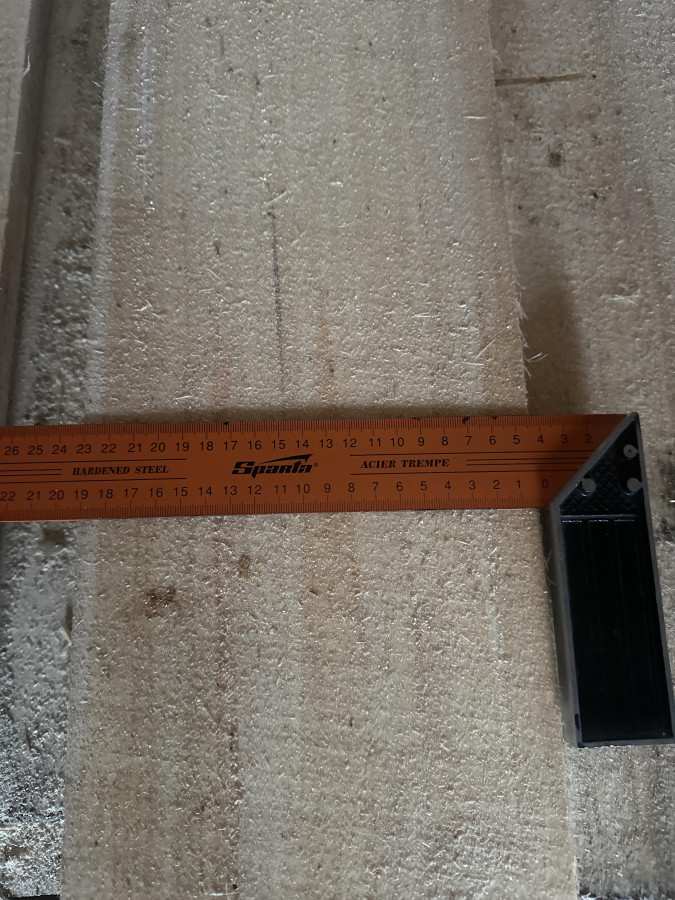 26 25 24 23 22 21 20 19 18 17 16 15 14 13 12 11 10 9 8 7 6 5 4 3 2
HARDENED STEEL Sparta® ACIER TREMPE
22 21 20 19 18 17 16 15 14 13 12 11 10 9 8 7 6 5 4 3 2 1 0